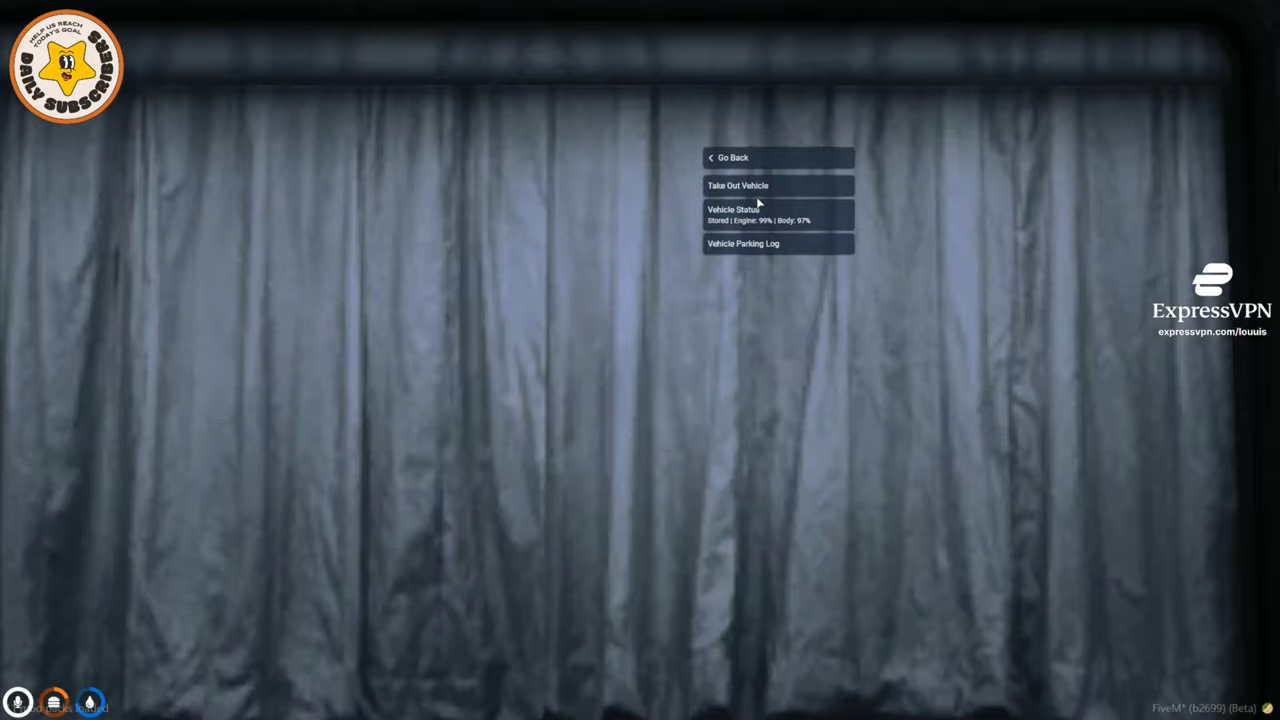 HELP US REACH
TODAY'S GOAL
DAILY SUBSCRIBERS
Go Back
Take Out Vehicle
Vehicle Status
Stored | Engine: 99% | Body: 97%
Vehicle Parking Log
ExpressVPN
expressvpn.com/louuis
FiveM* (b2699) (Beta)